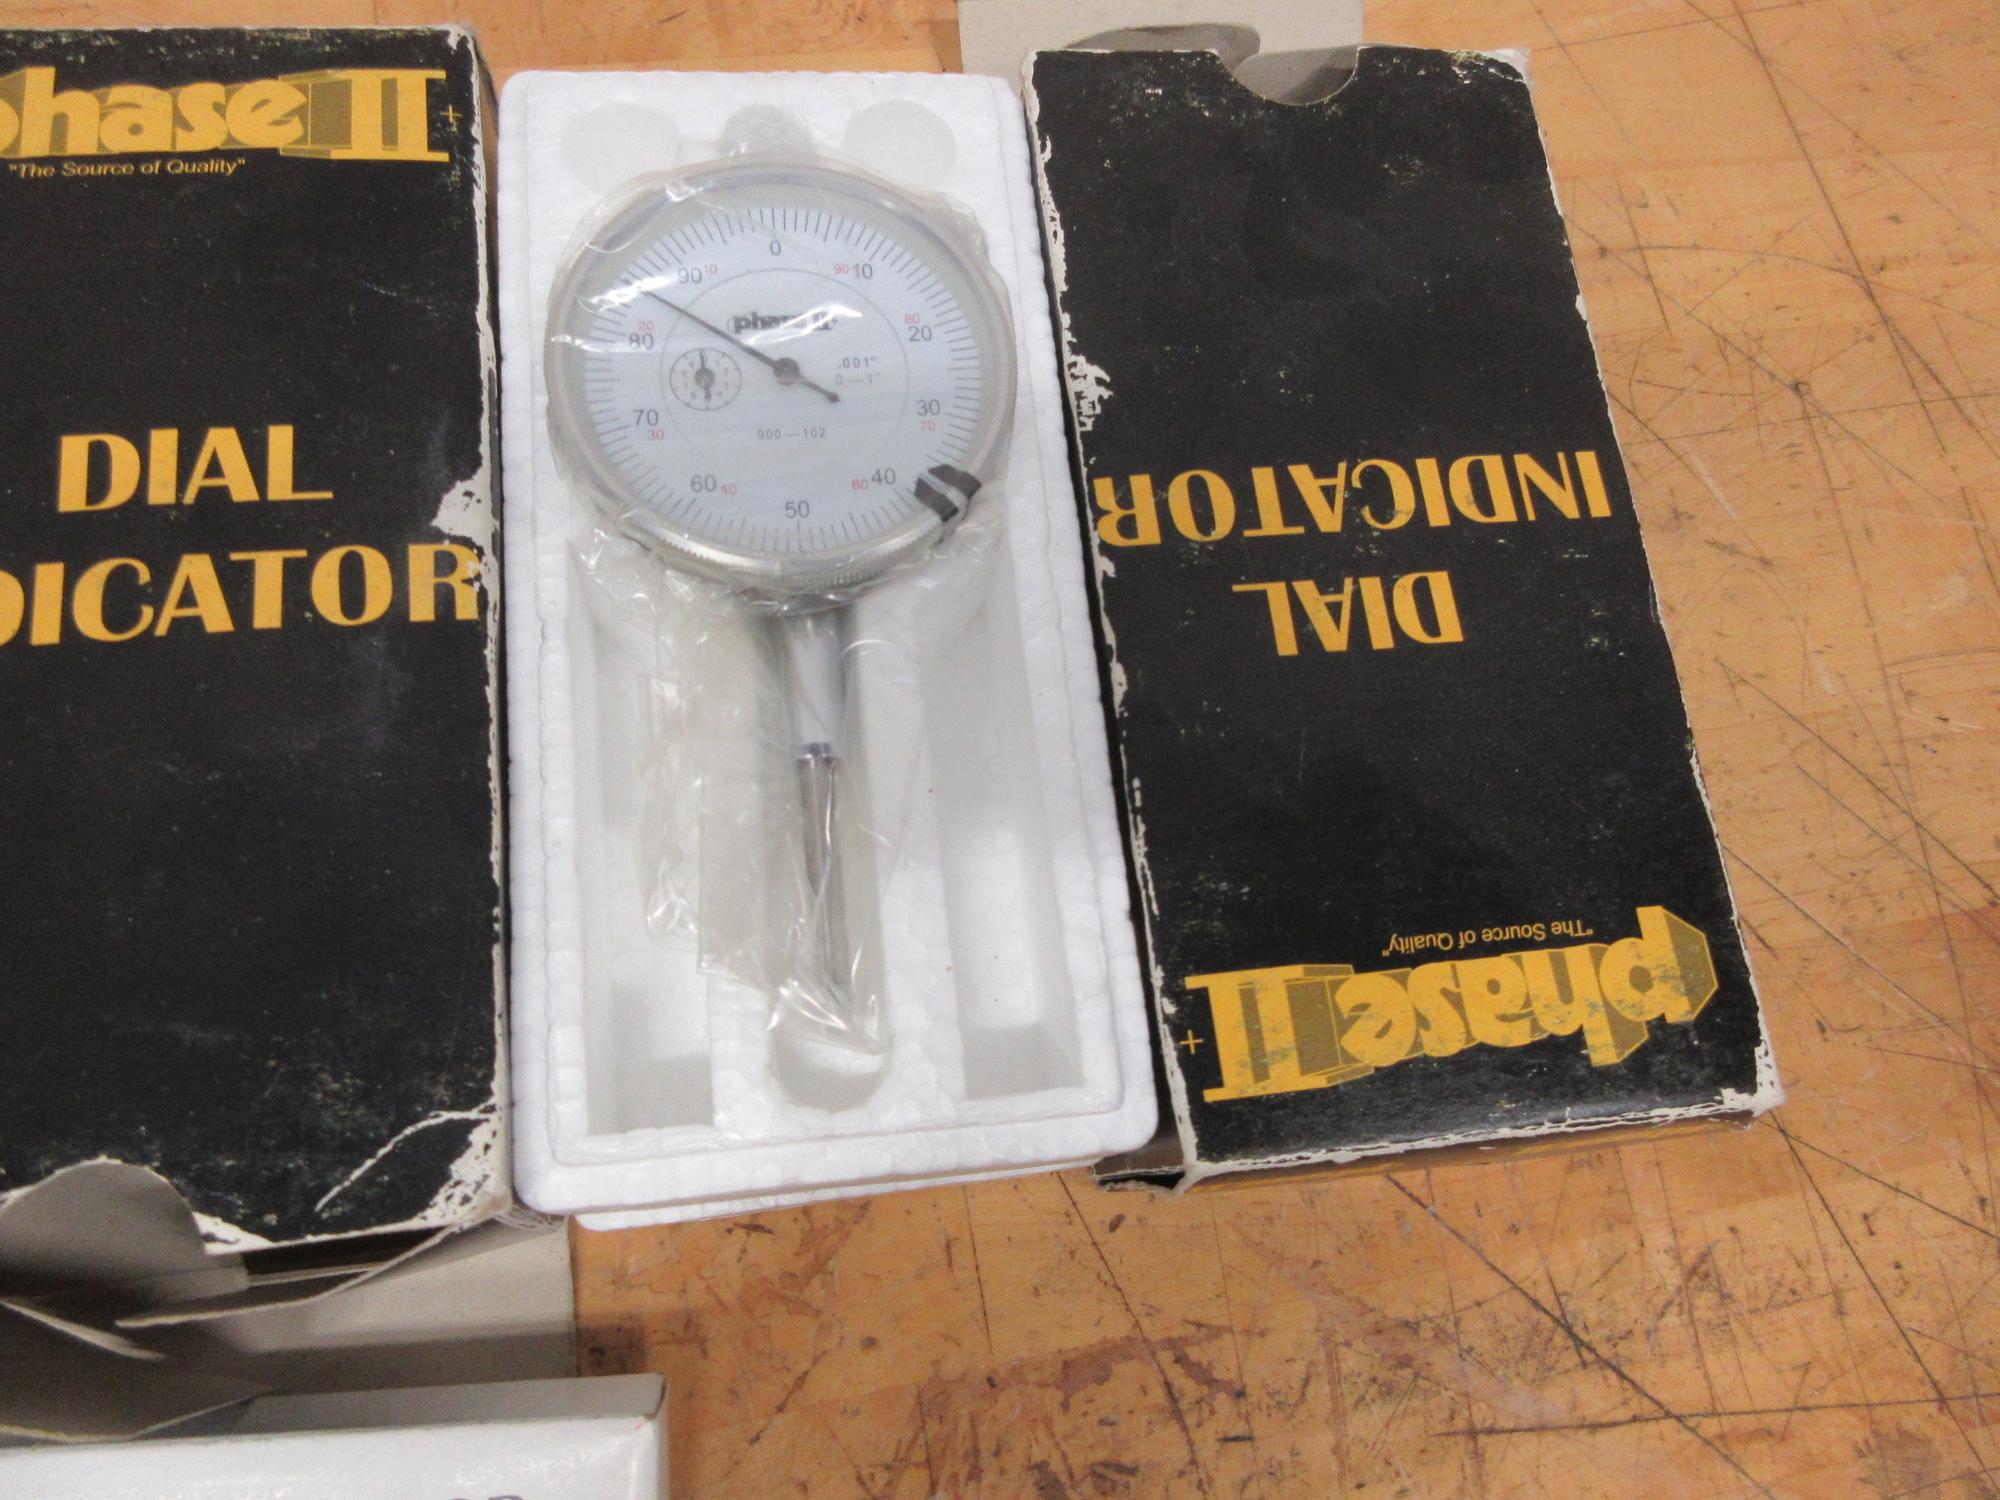 phase II+
"The Source of Quality"
DIAL
DICATOR
0
90 10
90 10
20
80
80
20
phase II+
.001"
0—1"
70
30
30
70
900—102
60 40
60 40
50
DIAL
INDICATOR
phase II+
"The Source of Quality"